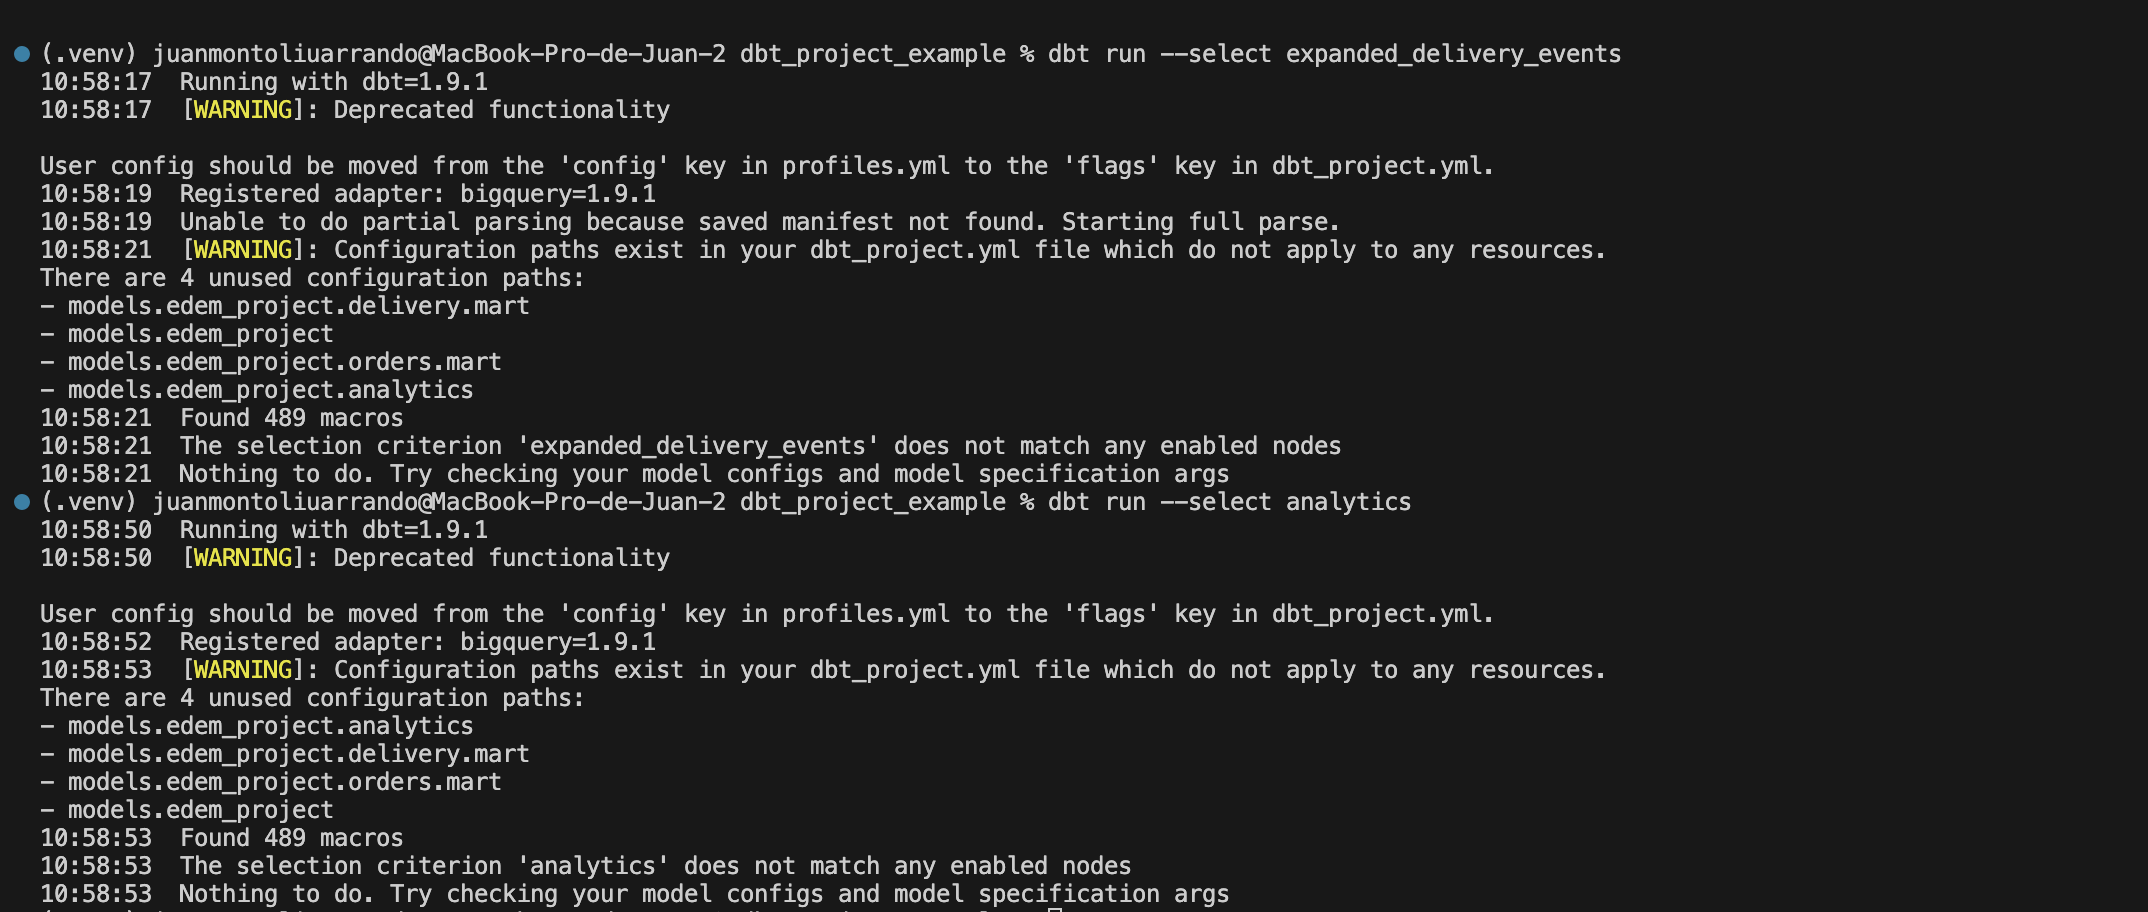 (.venv) juanmontoliuarrando@MacBook-Pro-de-Juan-2 dbt_project_example % dbt run --select expanded_delivery_events
10:58:17  Running with dbt=1.9.1
10:58:17  [WARNING]: Deprecated functionality
User config should be moved from the 'config' key in profiles.yml to the 'flags' key in dbt_project.yml.
10:58:19  Registered adapter: bigquery=1.9.1
10:58:19  Unable to do partial parsing because saved manifest not found. Starting full parse.
10:58:21  [WARNING]: Configuration paths exist in your dbt_project.yml file which do not apply to any resources.
There are 4 unused configuration paths:
- models.edem_project.delivery.mart
- models.edem_project
- models.edem_project.orders.mart
- models.edem_project.analytics
10:58:21  Found 489 macros
10:58:21  The selection criterion 'expanded_delivery_events' does not match any enabled nodes
10:58:21  Nothing to do. Try checking your model configs and model specification args
(.venv) juanmontoliuarrando@MacBook-Pro-de-Juan-2 dbt_project_example % dbt run --select analytics
10:58:50  Running with dbt=1.9.1
10:58:50  [WARNING]: Deprecated functionality
User config should be moved from the 'config' key in profiles.yml to the 'flags' key in dbt_project.yml.
10:58:52  Registered adapter: bigquery=1.9.1
10:58:53  [WARNING]: Configuration paths exist in your dbt_project.yml file which do not apply to any resources.
There are 4 unused configuration paths:
- models.edem_project.analytics
- models.edem_project.delivery.mart
- models.edem_project.orders.mart
- models.edem_project
10:58:53  Found 489 macros
10:58:53  The selection criterion 'analytics' does not match any enabled nodes
10:58:53  Nothing to do. Try checking your model configs and model specification args